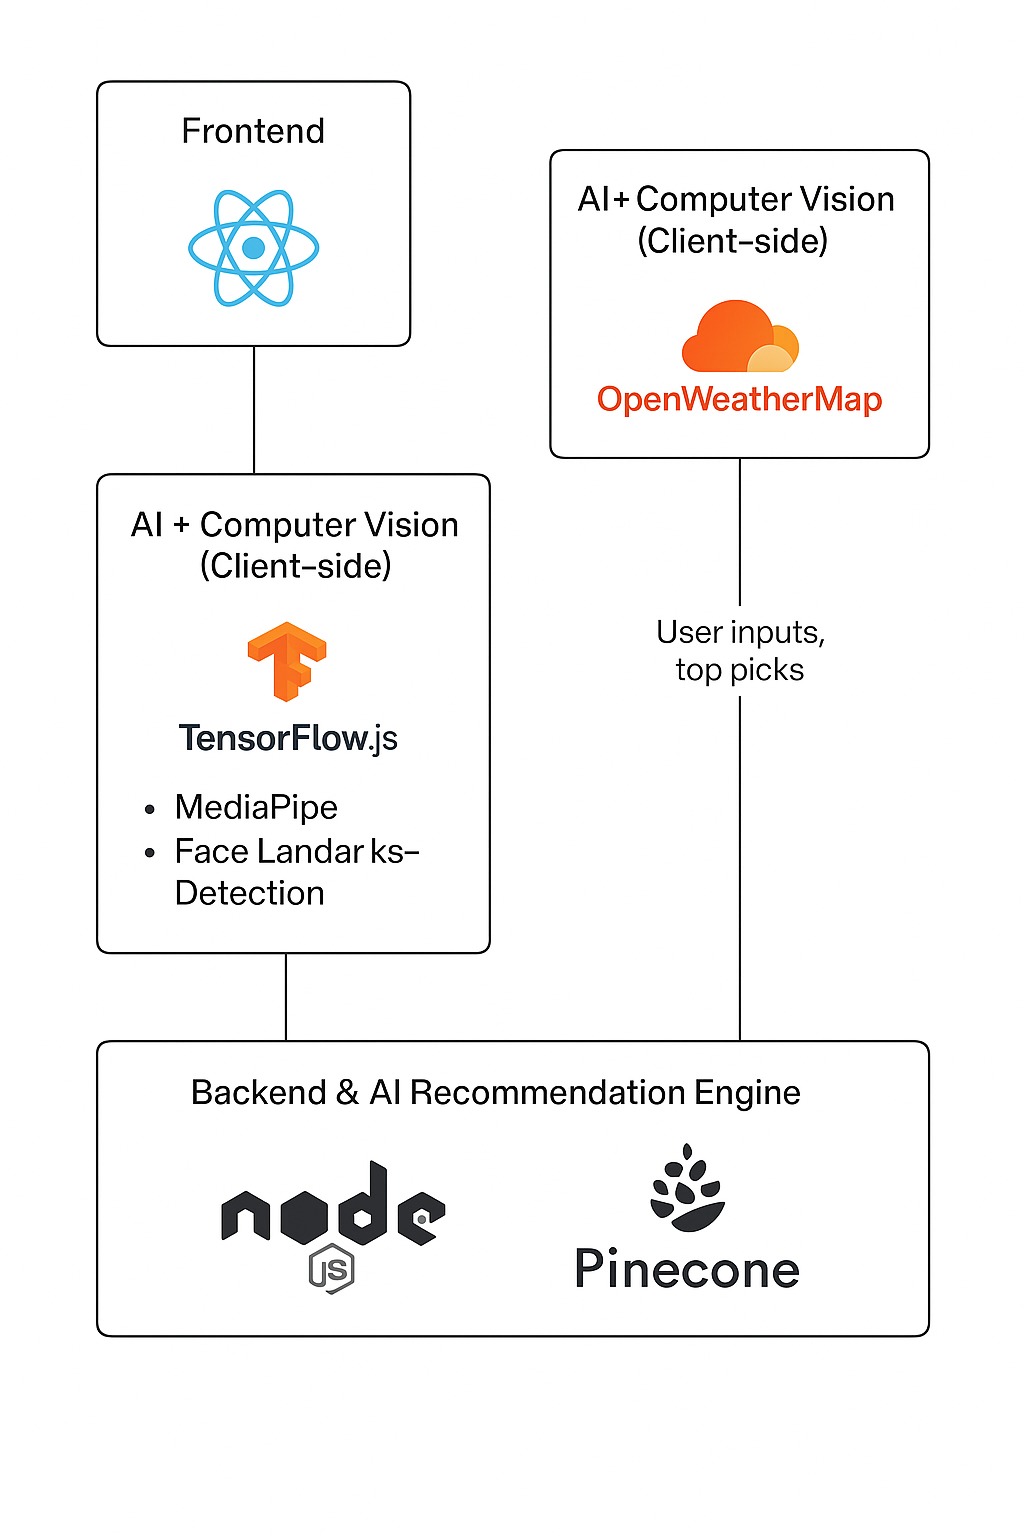 Frontend
AI+ Computer Vision
(Client–side)
OpenWeatherMap
AI + Computer Vision
(Client–side)
TensorFlow.js
• MediaPipe
• Face Landar ks–
Detection
User inputs,
top picks
Backend & AI Recommendation Engine
node
JS
Pinecone